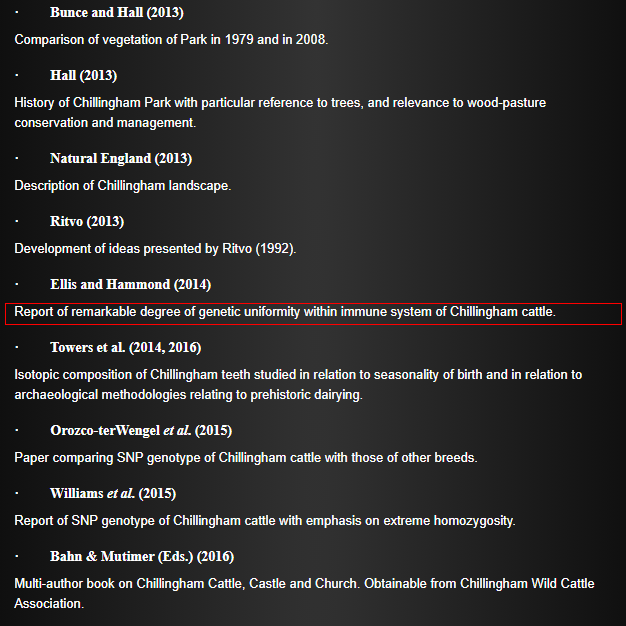 · Bunce and Hall (2013)
Comparison of vegetation of Park in 1979 and in 2008.
· Hall (2013)
History of Chillingham Park with particular reference to trees, and relevance to wood-pasture
conservation and management.
· Natural England (2013)
Description of Chillingham landscape.
· Ritvo (2013)
Development of ideas presented by Ritvo (1992).
· Ellis and Hammond (2014)
Report of remarkable degree of genetic uniformity within immune system of Chillingham cattle.
· Towers et al. (2014, 2016)
Isotopic composition of Chillingham teeth studied in relation to seasonality of birth and in relation to
archaeological methodologies relating to prehistoric dairying.
· Orozco-terWengel et al. (2015)
Paper comparing SNP genotype of Chillingham cattle with those of other breeds.
· Williams et al. (2015)
Report of SNP genotype of Chillingham cattle with emphasis on extreme homozygosity.
· Bahn & Mutimer (Eds.) (2016)
Multi-author book on Chillingham Cattle, Castle and Church. Obtainable from Chillingham Wild Cattle
Association.